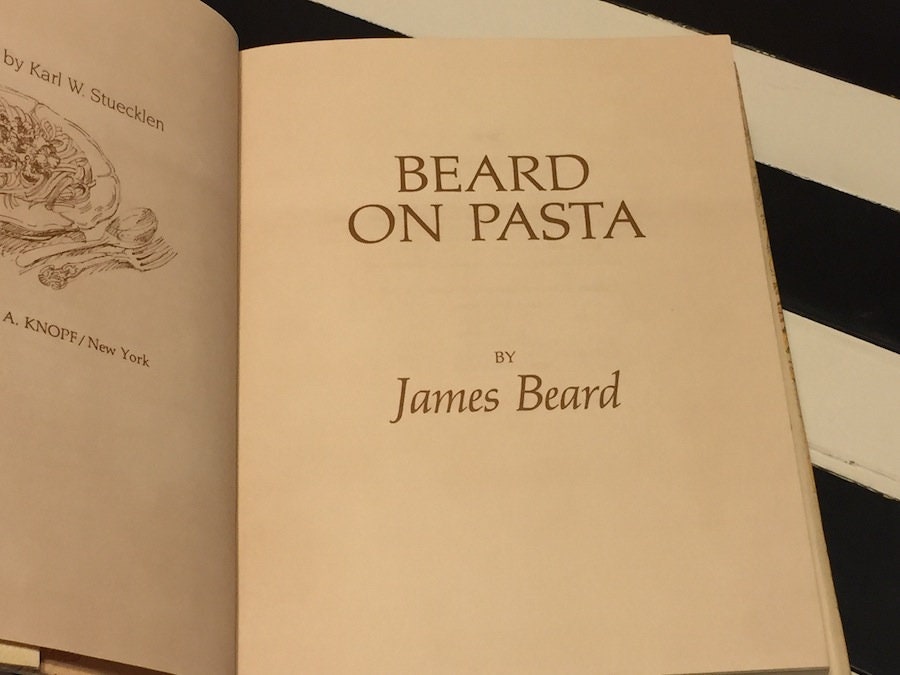 by Karl W. Stuecklen
A. KNOPF/New York
BEARD
ON PASTA
BY
James Beard